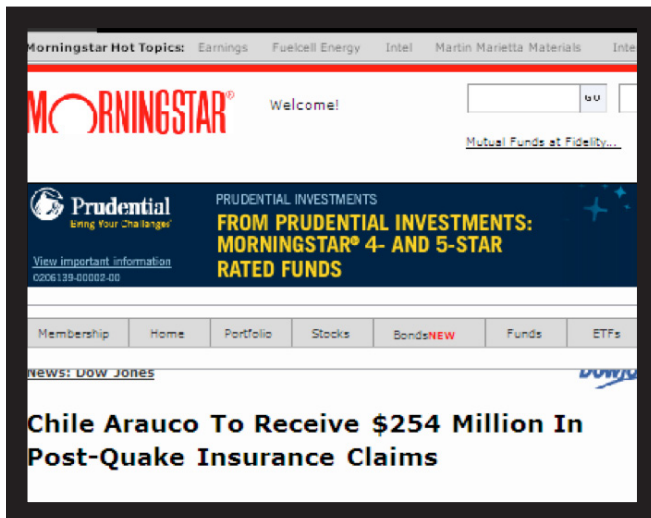 Morningstar Hot Topics: Earnings Fuelcell Energy Intel Martin Marietta Materials Inte
MORNINGSTAR®
Welcome!
GO
Mutual Funds at Fidelity...
Prudential
Bring Your Challenges
PRUDENTIAL INVESTMENTS
FROM PRUDENTIAL INVESTMENTS:
MORNINGSTAR® 4- AND 5-STAR
RATED FUNDS
View important information
0206139-00002-00
Membership Home Portfolio Stocks BondsNEW Funds ETFs
News: Dow Jones
Chile Arauco To Receive $254 Million In
Post-Quake Insurance Claims